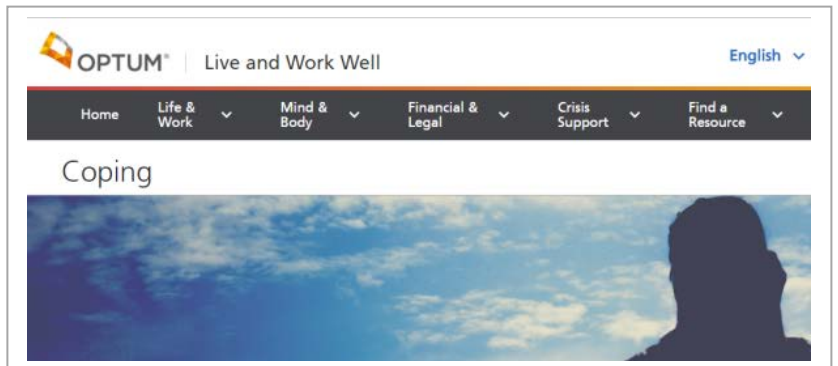 OPTUM® Live and Work Well
English
Home Life & Work Mind & Body Financial & Legal Crisis Support Find a Resource
Coping